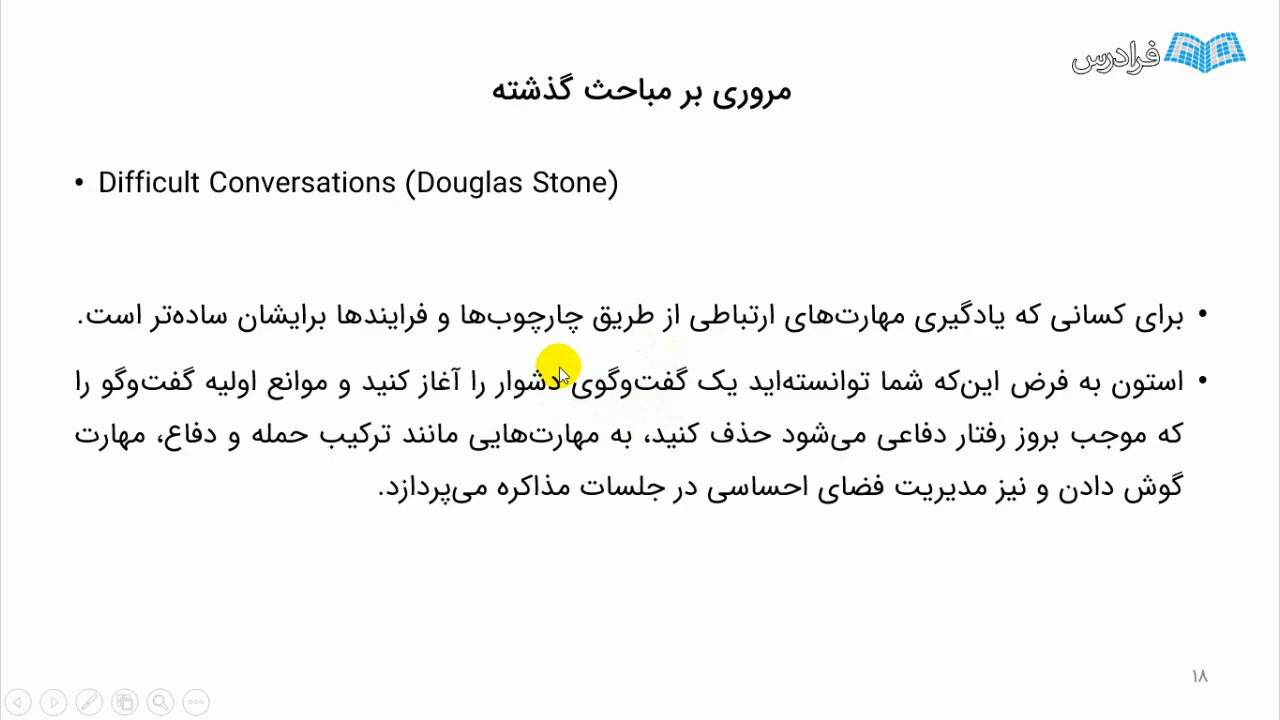 فرادرس
مروری بر مباحث گذشته
• Difficult Conversations (Douglas Stone)
• برای کسانی که یادگیری مهارت‌های ارتباطی از طریق چارچوب‌ها و فرایندها برایشان ساده‌تر است.
• استون به فرض این‌که شما توانسته‌اید یک گفت‌وگوی دشوار را آغاز کنید و موانع اولیه گفت‌وگو را
که موجب بروز رفتار دفاعی می‌شود حذف کنید، به مهارت‌هایی مانند ترکیب حمله و دفاع، مهارت
گوش دادن و نیز مدیریت فضای احساسی در جلسات مذاکره می‌پردازد.
۱۸